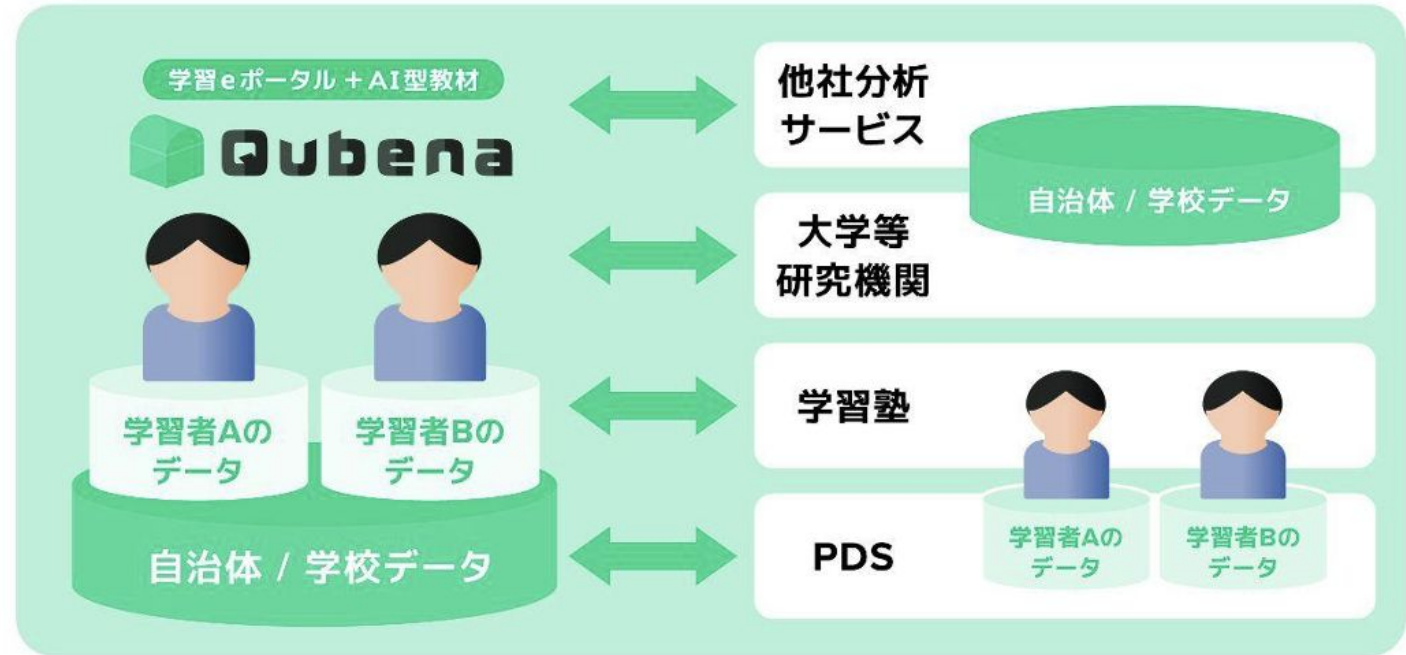 学習eポータル+AI型教材
Qubena
学習者Aの
データ
学習者Bの
データ
自治体 / 学校データ
他社分析
サービス
自治体 / 学校データ
大学等
研究機関
学習塾
PDS
学習者Aの
データ
学習者Bの
データ